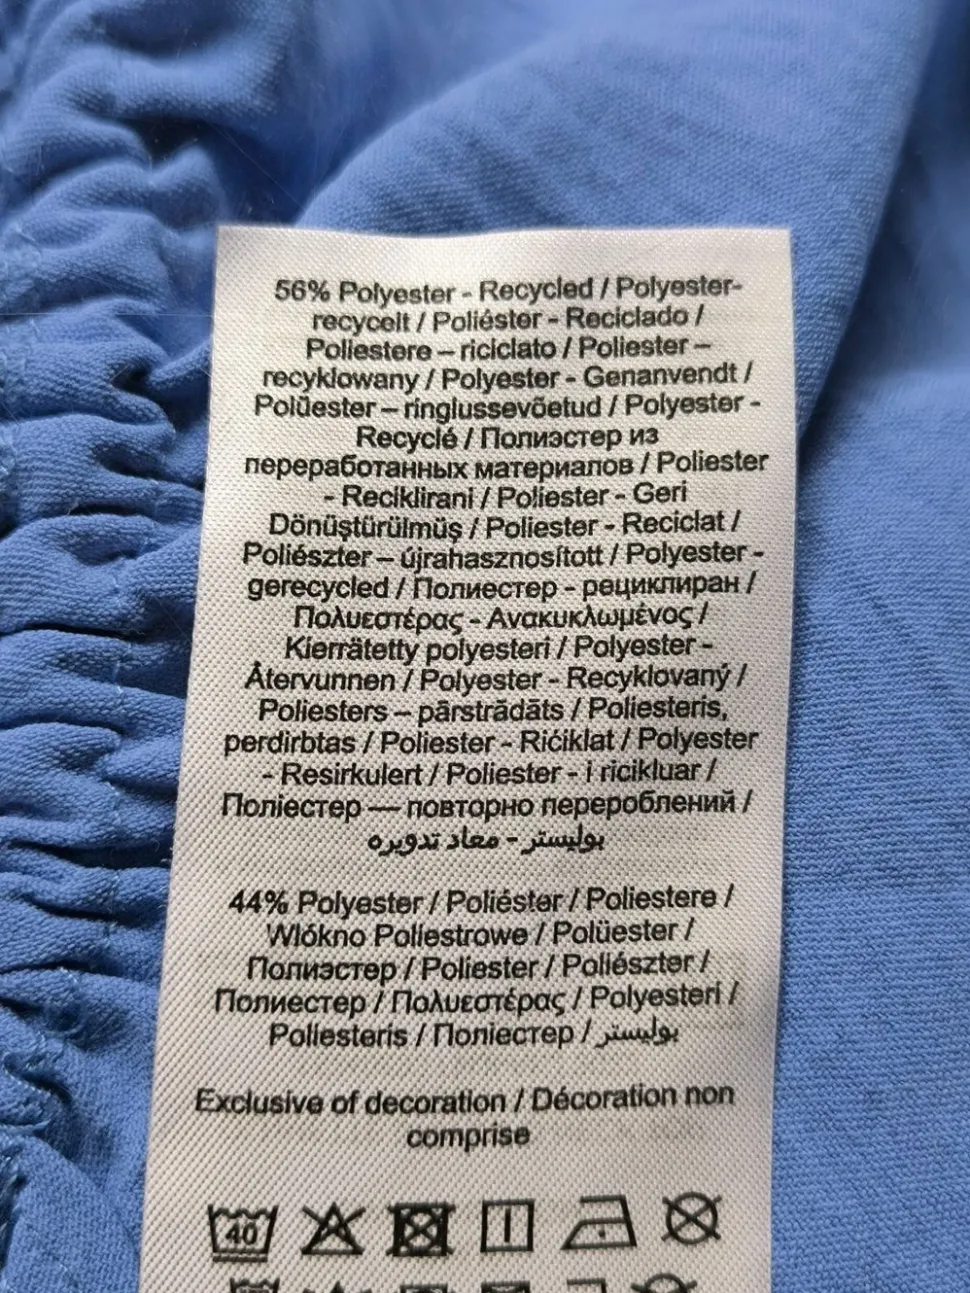 56% Polyester - Recycled / Polyester-
recycelt / Poliéster - Reciclado /
Poliestere – riciclato / Poliester –
recyklowany / Polyester - Genanvendt /
Polüester – ringlussevõetud / Polyester -
Recyclé / Полиэстер из
переработанных материалов / Poliester
- Reciklirani / Poliester - Geri
Dönüştürülmüş / Poliester - Reciclat /
Poliészter – újrahasznosított / Polyester -
gerecycled / Полиестер - рециклиран /
Πολυεστέρας - Ανακυκλωμένος /
Kierrätetty polyesteri / Polyester -
Återvunnen / Polyester - Recyklovaný /
Poliesters – pārstrādāts / Poliesteris,
perdirbtas / Poliester - Riċiklat / Polyester
- Resirkulert / Poliester - i ricikluar /
Поліестер — повторно перероблений /
بوليستر - معاد تدويره
44% Polyester / Poliéster / Poliestere /
Wlókno Poliestrowe / Polüester /
Полиэстер / Poliester / Poliészter /
Полиестер / Πολυεστέρας / Polyesteri /
Poliesteris / Поліестер / بوليستر
Exclusive of decoration / Décoration non
comprise
40